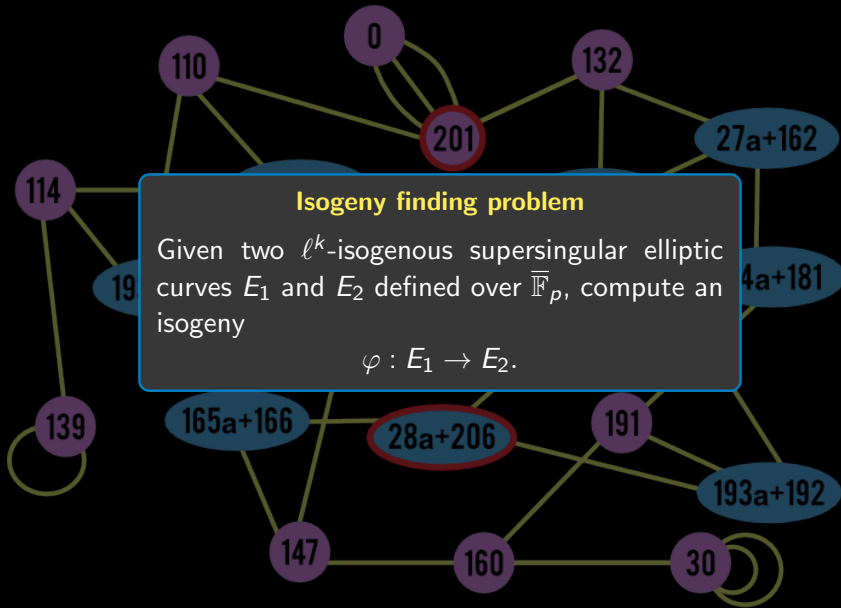 0
110
132
201
27a+162
114
Isogeny finding problem
Given two ℓ^k-isogenous supersingular elliptic
curves E_1 and E_2 defined over \overline{𝔽}_p, compute an
isogeny
φ : E_1 → E_2.
19
4a+181
165a+166
28a+206
191
139
193a+192
147
160
30